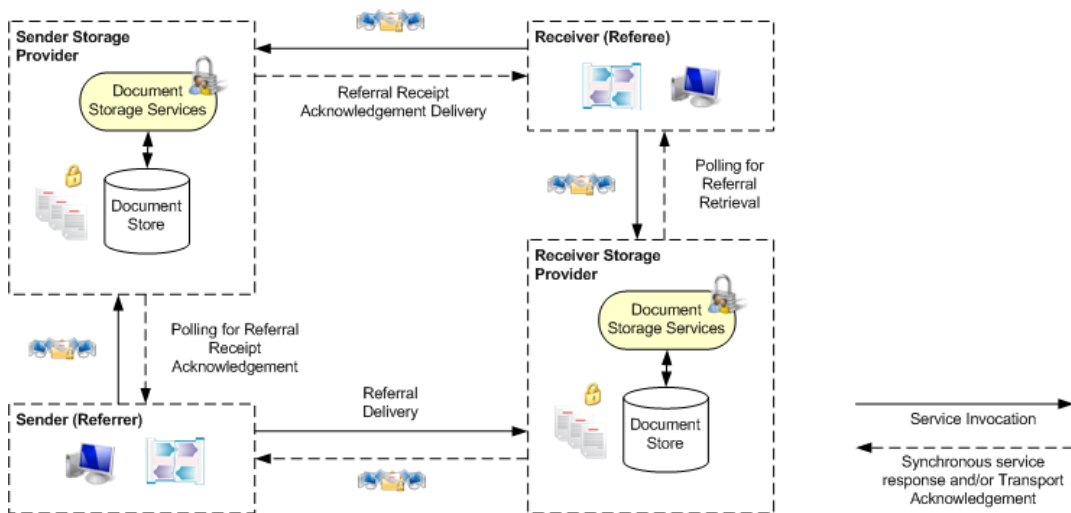 Sender Storage
Provider
Document
Storage Services
Document
Store
Referral Receipt
Acknowledgement Delivery
Receiver (Referee)
Polling for
Referral
Retrieval
Receiver Storage
Provider
Document
Storage Services
Document
Store
Polling for Referral
Receipt
Acknowledgement
Sender (Referrer)
Referral
Delivery
Service Invocation
Synchronous service
response and/or Transport
Acknowledgement